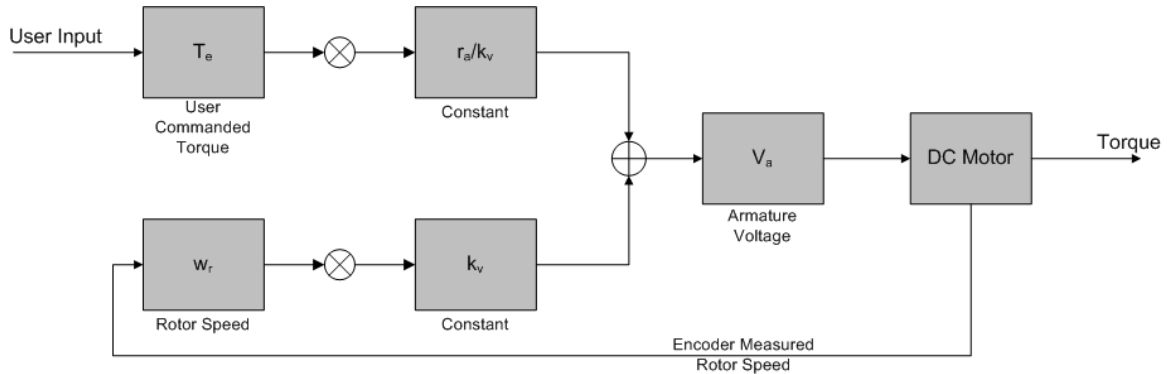 User Input
Tₑ
User
Commanded
Torque
rₐ/kᵥ
Constant
Vₐ
Armature
Voltage
DC Motor
Torque
wᵣ
Rotor Speed
kᵥ
Constant
Encoder Measured
Rotor Speed